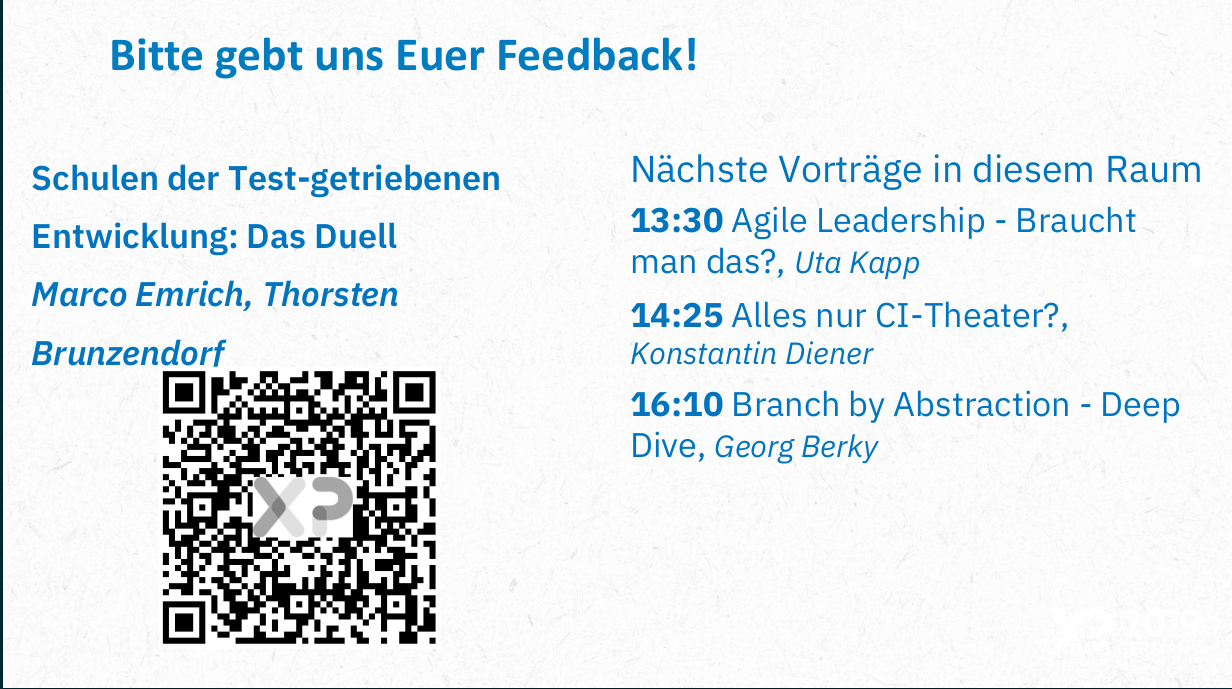 Bitte gebt uns Euer Feedback!
Schulen der Test-getriebenen
Entwicklung: Das Duell
Marco Emrich, Thorsten
Brunzendorf
XP
Nächste Vorträge in diesem Raum
13:30 Agile Leadership - Braucht
man das?, Uta Kapp
14:25 Alles nur CI-Theater?,
Konstantin Diener
16:10 Branch by Abstraction - Deep
Dive, Georg Berky